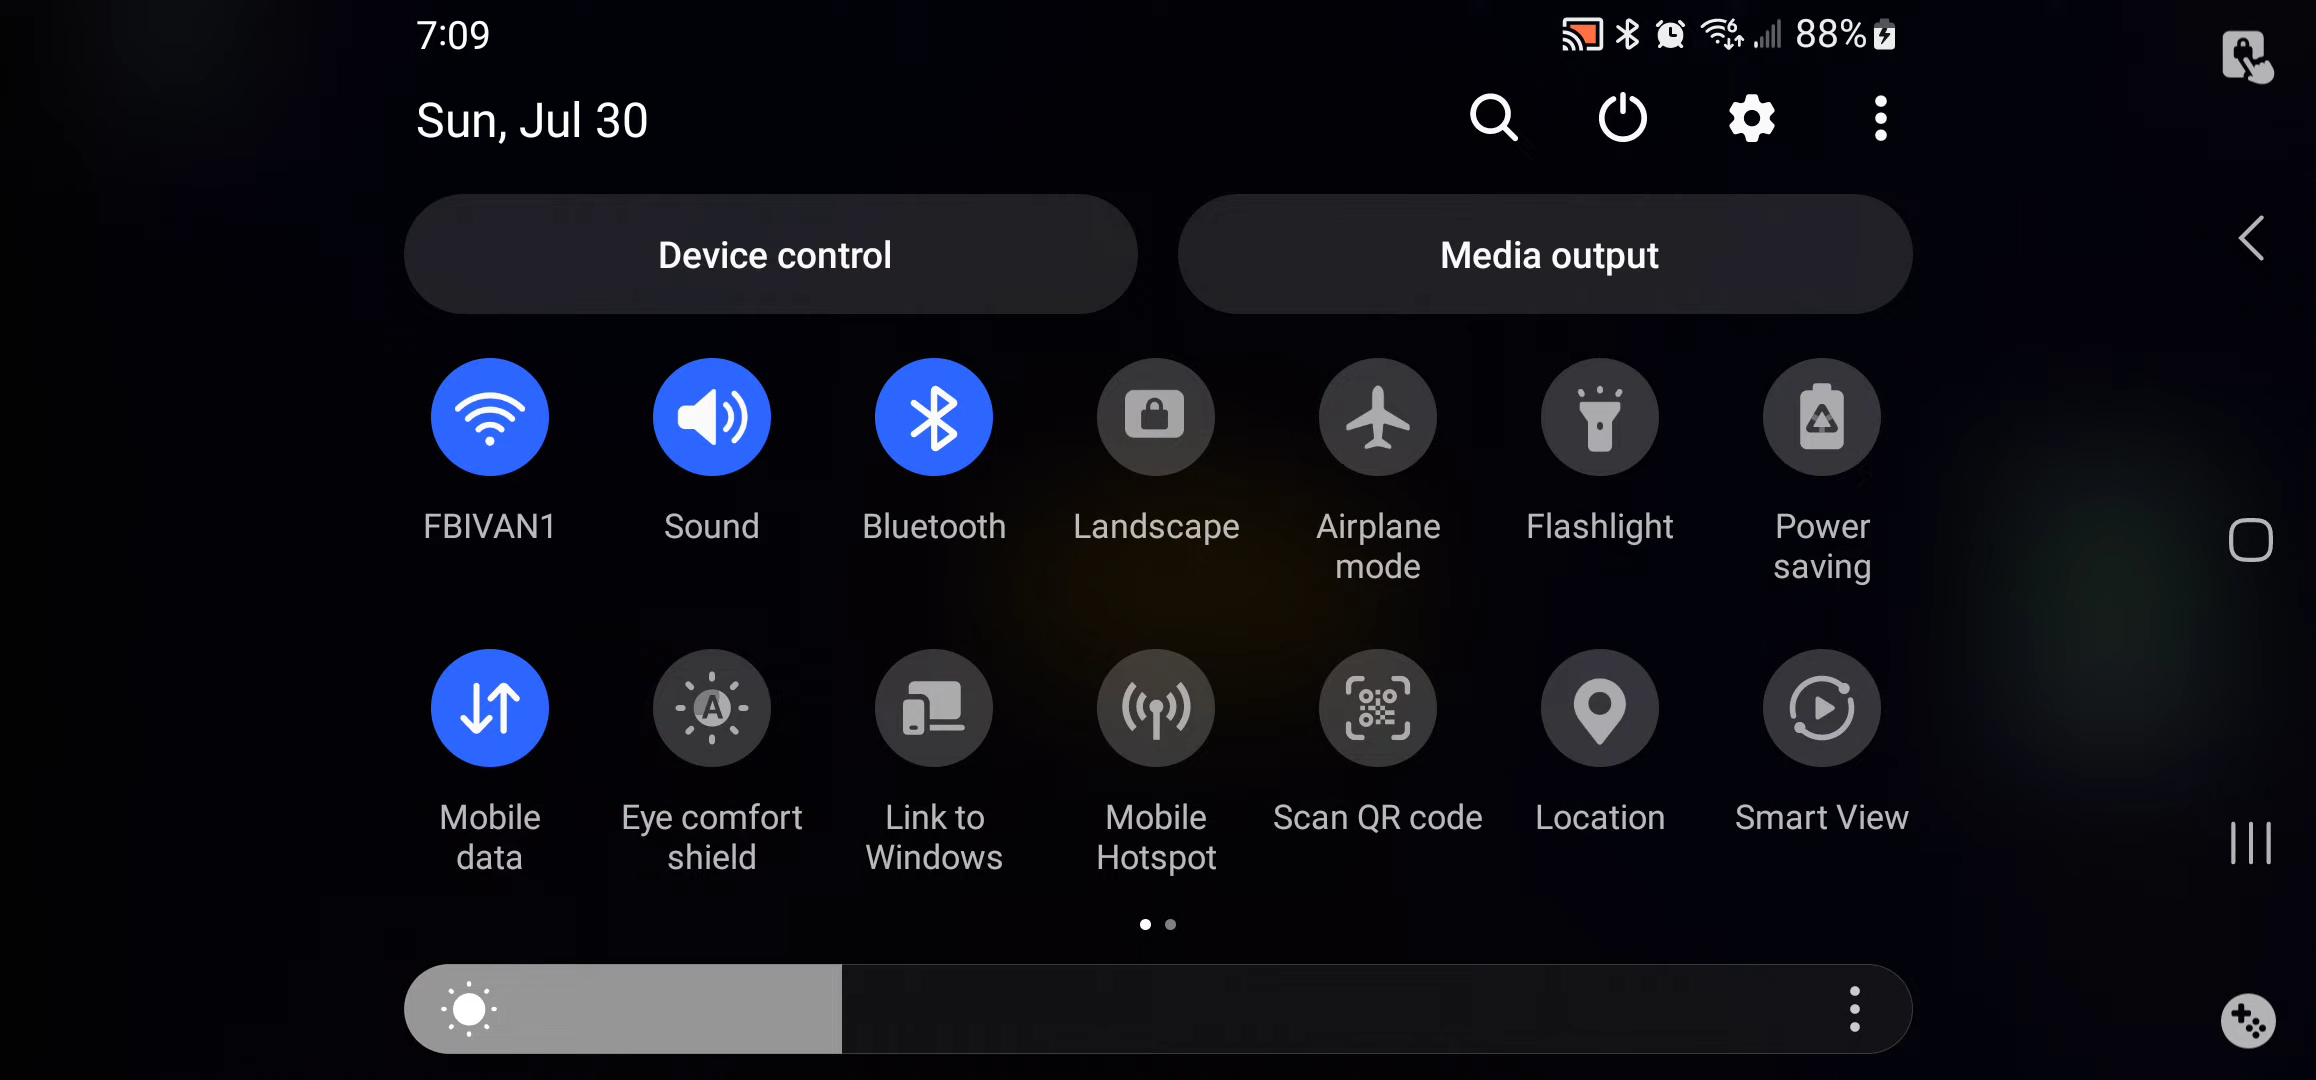 7:09
6 88%
Sun, Jul 30
Device control
Media output
FBIVAN1
Sound
Bluetooth
Landscape
Airplane
mode
Flashlight
Power
saving
A
Mobile
data
Eye comfort
shield
Link to
Windows
Mobile
Hotspot
Scan QR code
Location
Smart View